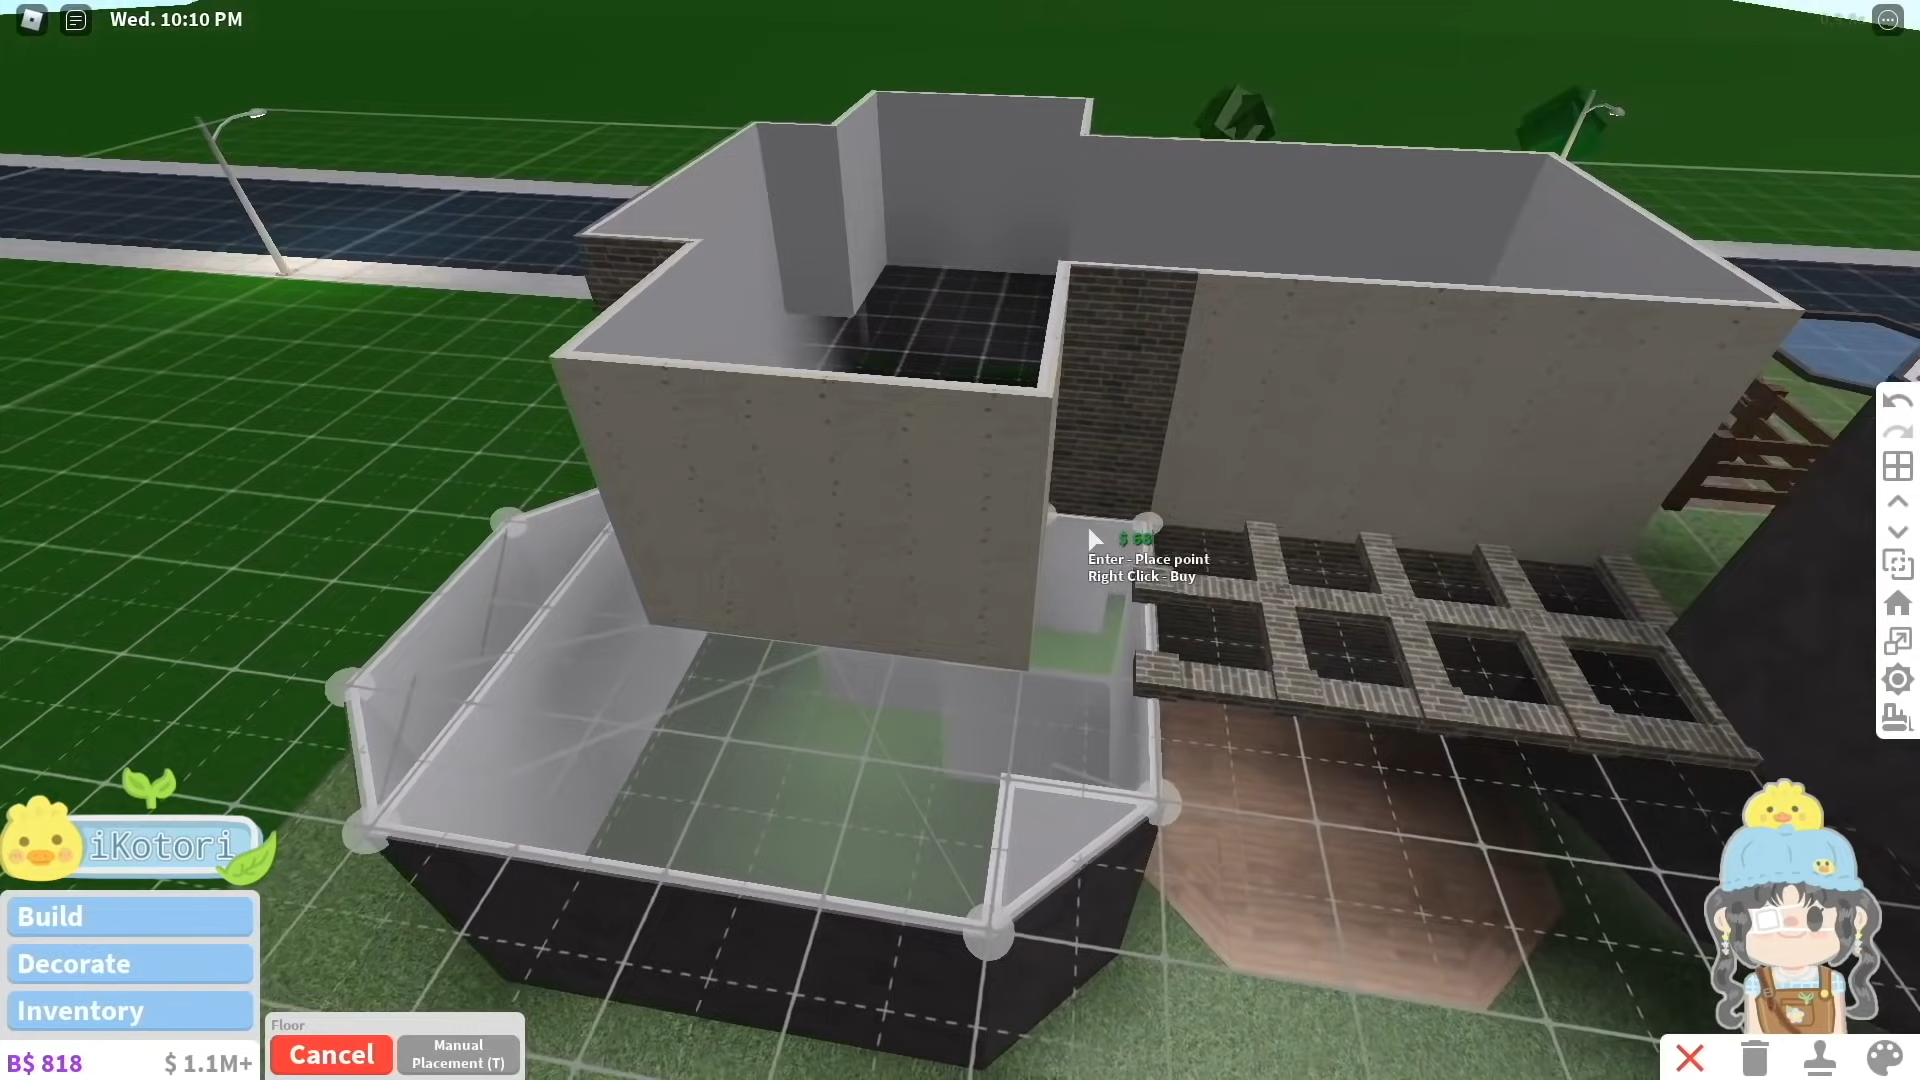 Wed. 10:10 PM
$ 68
Enter - Place point
Right Click - Buy
iKotori
Build
Decorate
Inventory
B$ 818
$ 1.1M+
Floor
Cancel
Manual
Placement (T)